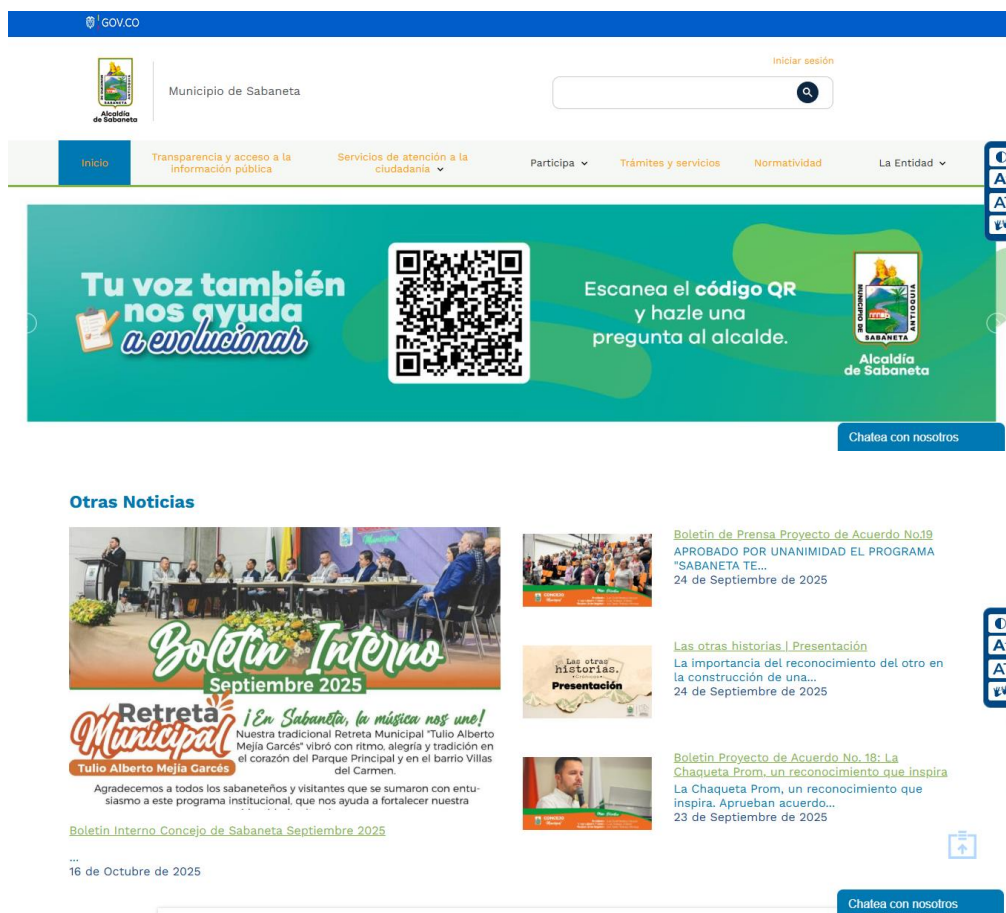 GOV.CO
Iniciar sesión
Alcaldía
de Sabaneta
Municipio de Sabaneta
Inicio
Transparencia y acceso a la
información pública
Servicios de atención a la
ciudadanía
Participa
Trámites y servicios
Normatividad
La Entidad
Tu voz también
nos ayuda
a evolucionar
Escanea el código QR
y hazle una
pregunta al alcalde.
MUNICIPIO DE
SABANETA
ANTIOQUIA
Alcaldía
de Sabaneta
Chatea con nosotros
Otras Noticias
Boletín Interno
Septiembre 2025
Retreta
Municipal
Tulio Alberto Mejía Garcés
¡En Sabaneta, la música nos une!
Nuestra tradicional Retreta Municipal "Tulio Alberto
Mejía Garcés" vibró con ritmo, alegría y tradición en
el corazón del Parque Principal y en el barrio Villas
del Carmen.
Agradecemos a todos los sabaneteños y visitantes que se sumaron con entu-
siasmo a este programa institucional, que nos ayuda a fortalecer nuestra
Boletín Interno Concejo de Sabaneta Septiembre 2025
...
16 de Octubre de 2025
Boletín de Prensa Proyecto de Acuerdo No.19
APROBADO POR UNANIMIDAD EL PROGRAMA
"SABANETA TE...
24 de Septiembre de 2025
Las otras
historias.
Presentación
Las otras historias | Presentación
La importancia del reconocimiento del otro en
la construcción de una...
24 de Septiembre de 2025
Boletin Proyecto de Acuerdo No. 18: La
Chaqueta Prom, un reconocimiento que inspira
La Chaqueta Prom, un reconocimiento que
inspira. Aprueban acuerdo...
23 de Septiembre de 2025
Chatea con nosotros